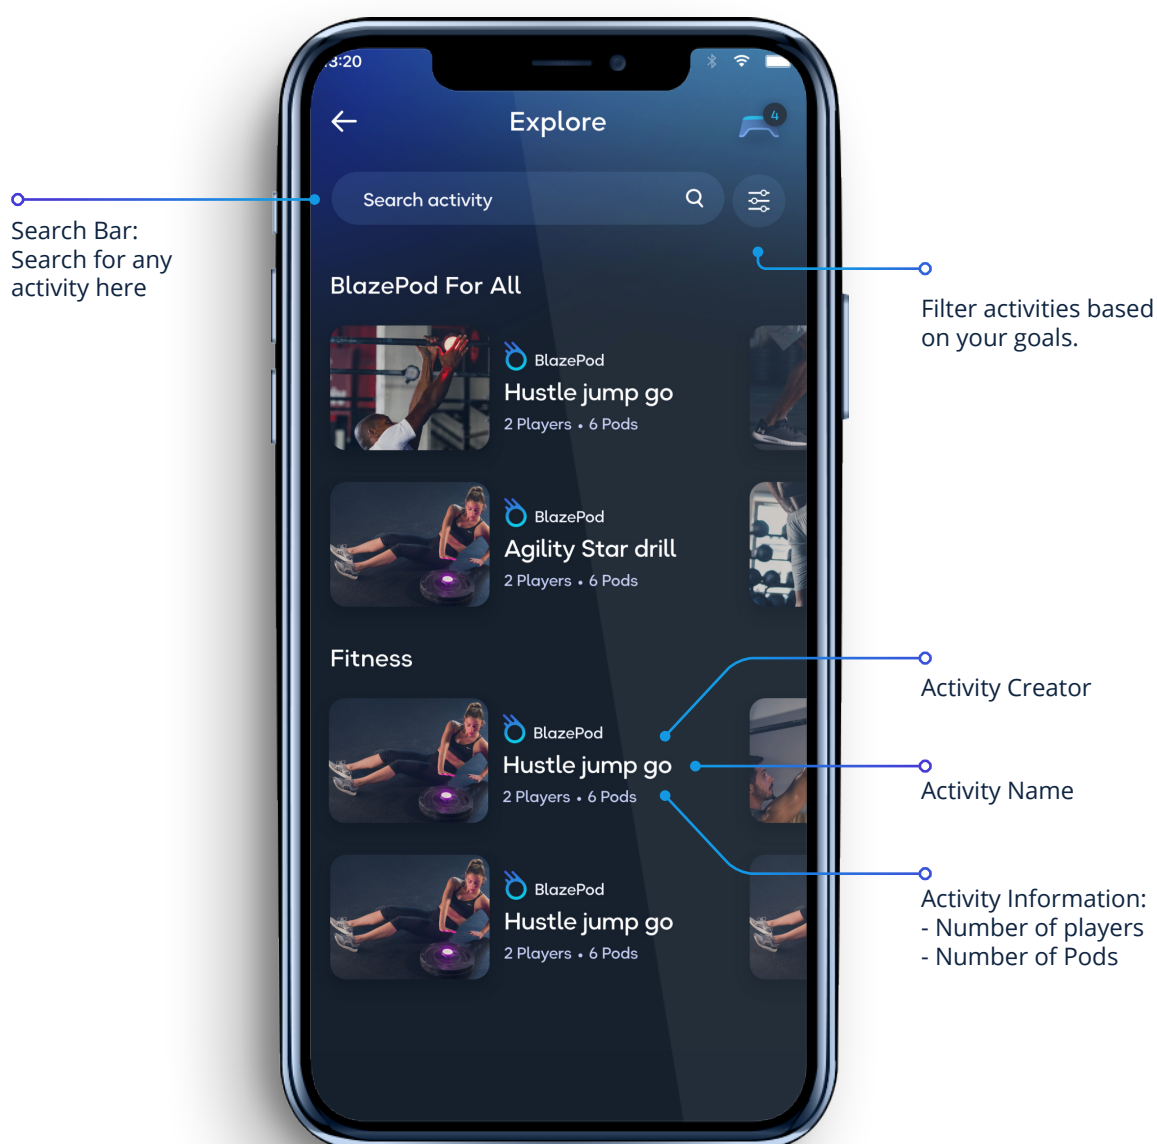 3:20
Explore
4
Search activity
Search Bar:
Search for any
activity here
BlazePod For All
Filter activities based
on your goals.
BlazePod
Hustle jump go
2 Players • 6 Pods
BlazePod
Agility Star drill
2 Players • 6 Pods
Fitness
Activity Creator
BlazePod
Hustle jump go
2 Players • 6 Pods
Activity Name
BlazePod
Hustle jump go
2 Players • 6 Pods
Activity Information:
- Number of players
- Number of Pods